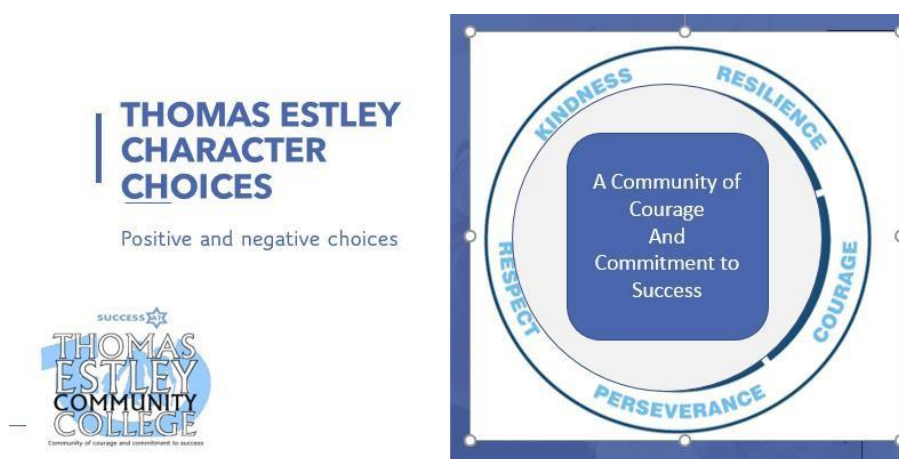 THOMAS ESTLEY
CHARACTER
CHOICES
Positive and negative choices
SUCCESS AT
THOMAS
ESTLEY
COMMUNITY
COLLEGE
Community of courage and commitment to success
KINDNESS
RESILIENCE
COURAGE
PERSEVERANCE
RESPECT
A Community of
Courage
And
Commitment to
Success